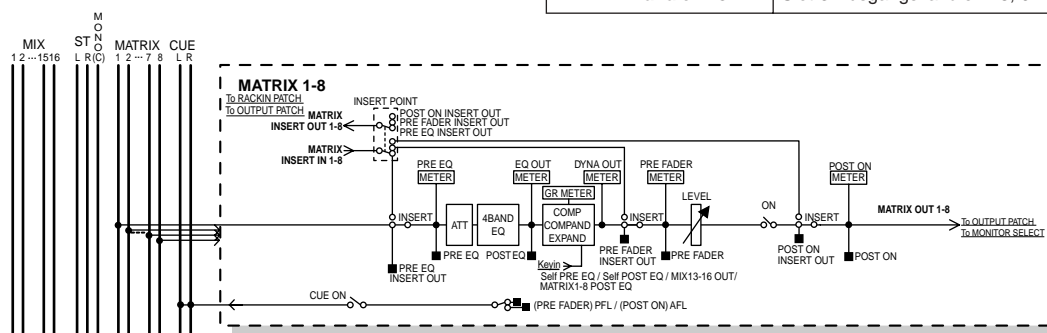 MIX
1 2 ···1516
ST
L R
MONO
(C)
MATRIX
1 2 ··· 7 8
CUE
L R
MATRIX 1-8
To RACKIN PATCH
To OUTPUT PATCH
MATRIX
INSERT OUT 1-8
MATRIX
INSERT IN 1-8
INSERT POINT
POST ON INSERT OUT
PRE FADER INSERT OUT
PRE EQ INSERT OUT
PRE EQ
METER
EQ OUT
METER
DYNA OUT
METER
PRE FADER
METER
POST ON
METER
GR METER
LEVEL
ON
INSERT
ATT
4BAND
EQ
COMP
COMPAND
EXPAND
INSERT
INSERT
MATRIX OUT 1-8
To OUTPUT PATCH
To MONITOR SELECT
PRE EQ
INSERT OUT
PRE EQ
POST EQ
Keyin
Self PRE EQ / Self POST EQ / MIX13-16 OUT/
MATRIX1-8 POST EQ
PRE FADER
INSERT OUT
PRE FADER
POST ON
INSERT OUT
POST ON
CUE ON
(PRE FADER) PFL / (POST ON) AFL